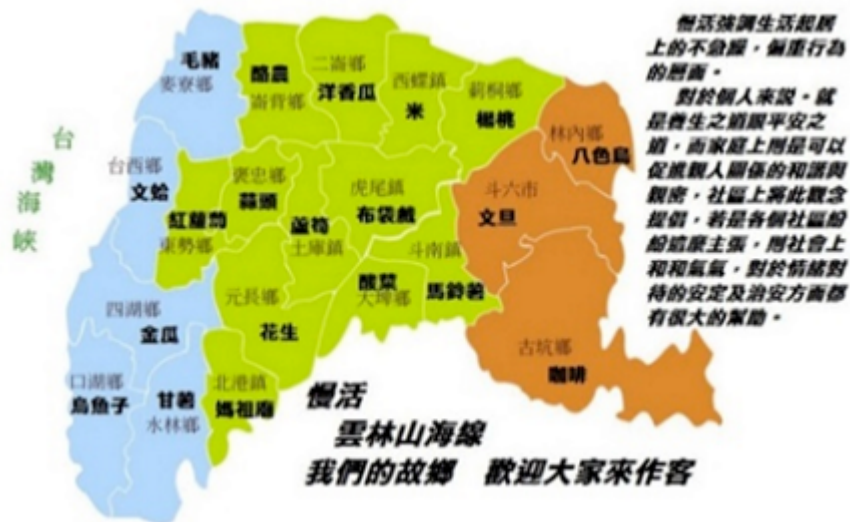 慢活強調生活起居
上的不急躁，偏重行為
的層面。
對於個人來説，就
是養生之道跟平安之
道，而家庭上則是可以
促進親人關係的和諧與
親密，社區上將此觀念
提倡，若是各個社區紛
紛這麼主張，則社會上
和和氣氣，對於情緒對
待的安定及治安方面都
有很大的幫助。
毛豬
麥寮鄉
酪農
崙背鄉
二崙鄉
洋香瓜
西螺鎮
米
莿桐鄉
楊桃
林內鄉
八色鳥
台灣海峽
台西鄉
文蛤
紅蘿蔔
東勢鄉
褒忠鄉
蒜頭
蘆筍
土庫鎮
虎尾鎮
布袋戲
斗六市
文旦
斗南鎮
馬鈴薯
酸菜
大埤鄉
元長鄉
花生
四湖鄉
金瓜
口湖鄉
烏魚子
甘薯
水林鄉
北港鎮
媽祖廟
古坑鄉
咖啡
慢活
雲林山海線
我們的故鄉 歡迎大家來作客